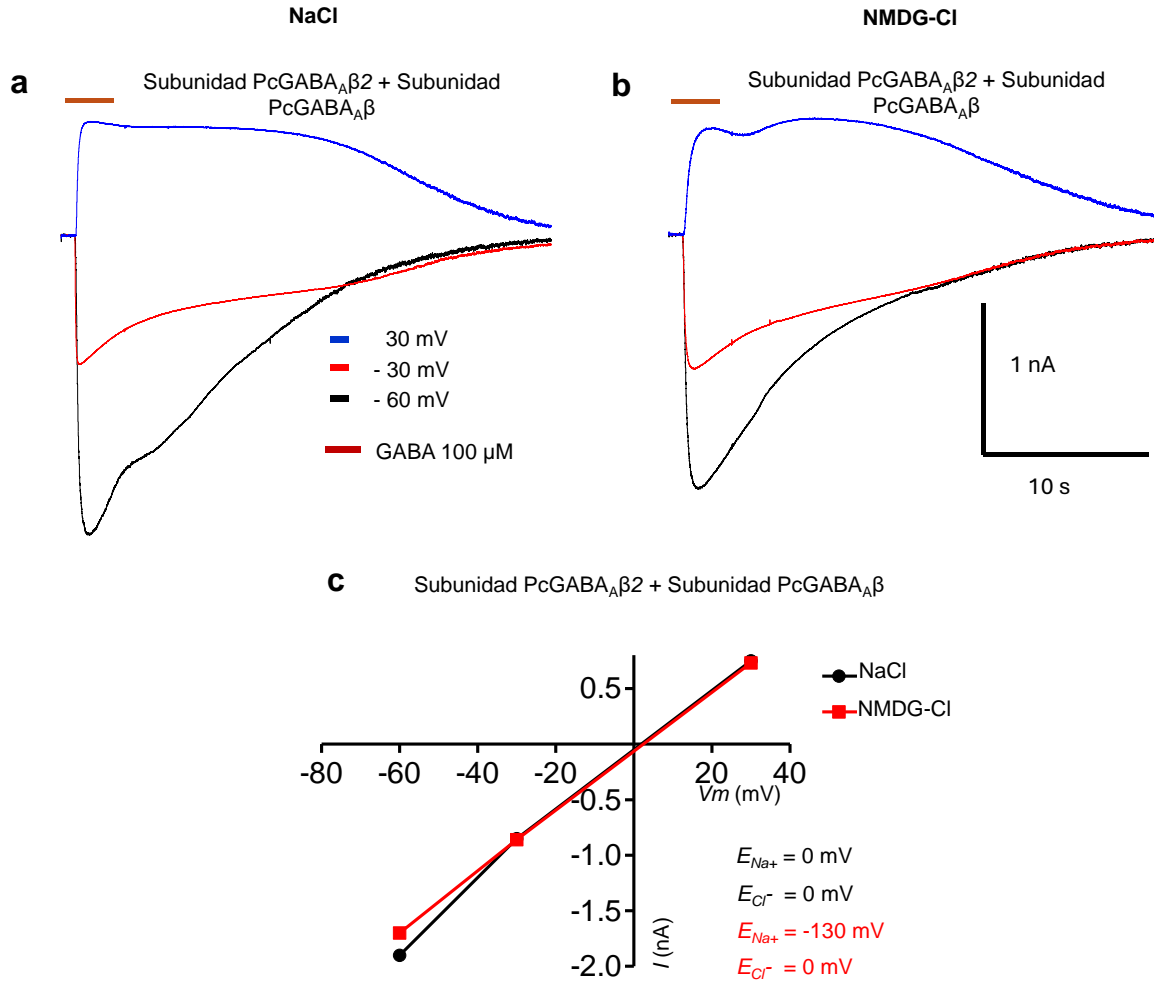 NaCl
NMDG-Cl
a
Subunidad PcGABAAβ2 + Subunidad
PcGABAAβ
b
Subunidad PcGABAAβ2 + Subunidad
PcGABAAβ
30 mV
- 30 mV
- 60 mV
GABA 100 µM
1 nA
10 s
c
Subunidad PcGABAAβ2 + Subunidad PcGABAAβ
0.5
NaCl
NMDG-Cl
-80 -60 -40 -20 20 40
Vm (mV)
-0.5
-1.0
-1.5
-2.0
I (nA)
ENa+ = 0 mV
ECl- = 0 mV
ENa+ = -130 mV
ECl- = 0 mV